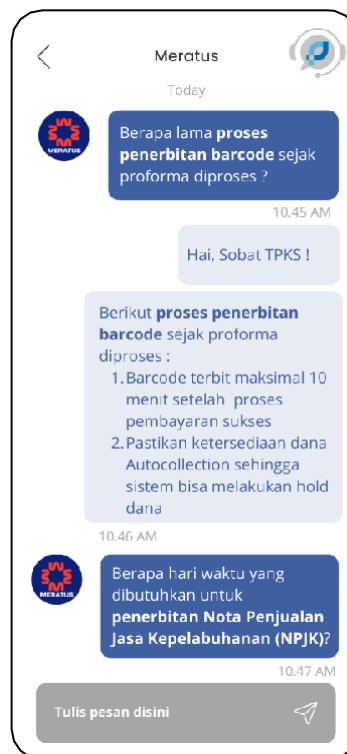 Meratus
Today
MERATUS
Berapa lama proses
penerbitan barcode sejak
proforma diproses ?
10.45 AM
Hai, Sobat TPKS !
Berikut proses penerbitan
barcode sejak proforma
diproses :
1. Barcode terbit maksimal 10
menit setelah proses
pembayaran sukses
2. Pastikan ketersediaan dana
Autocollection sehingga
sistem bisa melakukan hold
dana
10.46 AM
MERATUS
Berapa hari waktu yang
dibutuhkan untuk
penerbitan Nota Penjualan
Jasa Kepelabuhanan (NPJK)?
10.47 AM
Tulis pesan disini